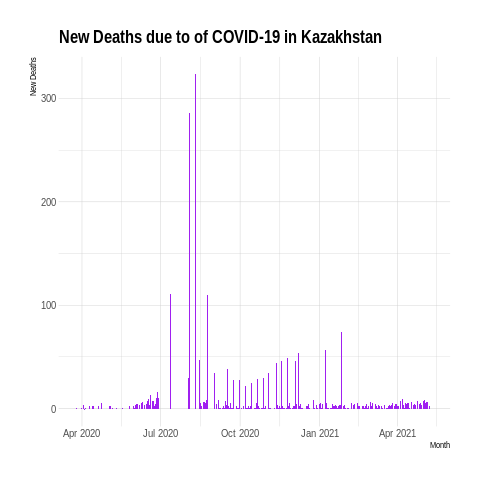 New Deaths due to of COVID-19 in Kazakhstan
New Deaths
300
200
100
0
Apr 2020 Jul 2020 Oct 2020 Jan 2021 Apr 2021
Month